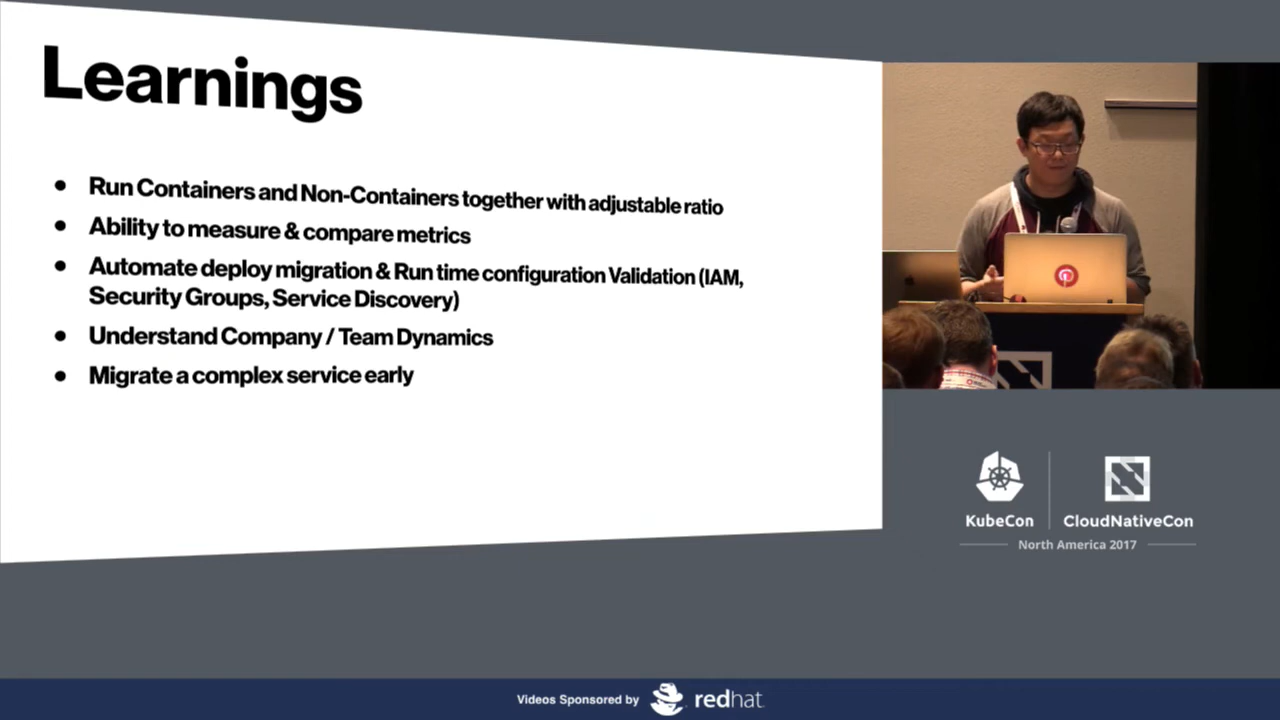 Learnings
● Run Containers and Non-Containers together with adjustable ratio
● Ability to measure & compare metrics
● Automate deploy migration & Run time configuration Validation (IAM,
Security Groups, Service Discovery)
● Understand Company / Team Dynamics
● Migrate a complex service early
KubeCon
CloudNativeCon
North America 2017
Videos Sponsored by
redhat